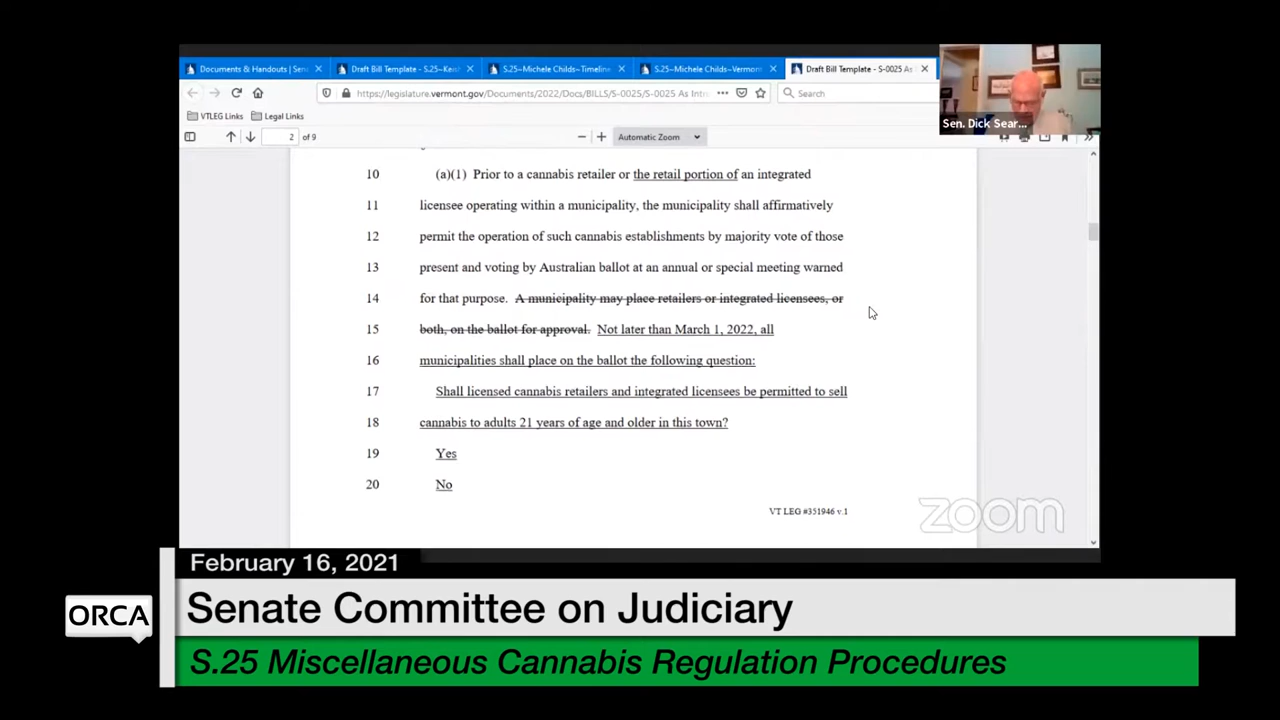 Documents & Handouts | Sen
Draft Bill Template - S.25~Ken
S.25~Michele Childs~Timeline
S.25~Michele Childs~Vermont
Draft Bill Template - S-0025 As
https://legislature.vermont.gov/Documents/2022/Docs/BILLS/S-0025/S-0025 As Intr
Search
VTLEG Links
Legal Links
Sen. Dick Sear...
2 of 9
Automatic Zoom
10 (a)(1) Prior to a cannabis retailer or the retail portion of an integrated
11 licensee operating within a municipality, the municipality shall affirmatively
12 permit the operation of such cannabis establishments by majority vote of those
13 present and voting by Australian ballot at an annual or special meeting warned
14 for that purpose. A municipality may place retailers or integrated licensees, or
15 both, on the ballot for approval. Not later than March 1, 2022, all
16 municipalities shall place on the ballot the following question:
17 Shall licensed cannabis retailers and integrated licensees be permitted to sell
18 cannabis to adults 21 years of age and older in this town?
19 Yes
20 No
VT LEG #351946 v.1
zoom
February 16, 2021
ORCA
Senate Committee on Judiciary
S.25 Miscellaneous Cannabis Regulation Procedures